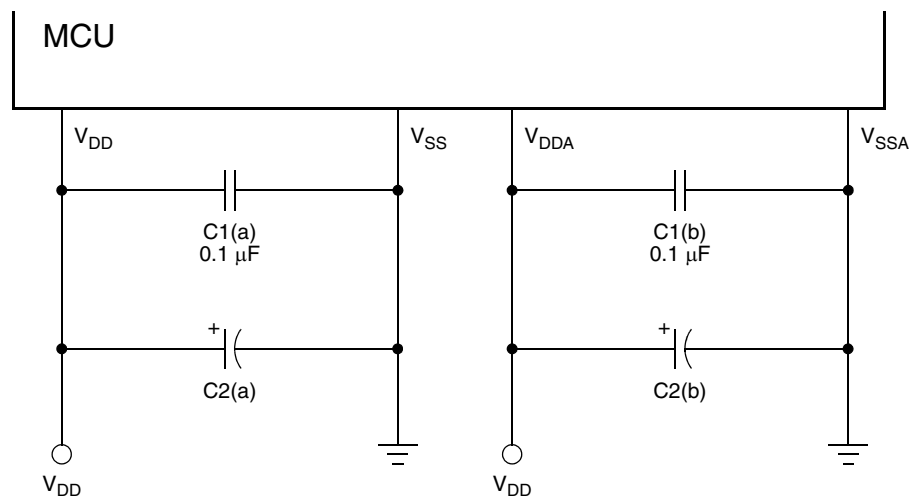 MCU
VDD
VSS
VDDA
VSSA
C1(a)
0.1 μF
C1(b)
0.1 μF
+
+
C2(a)
C2(b)
VDD
VDD